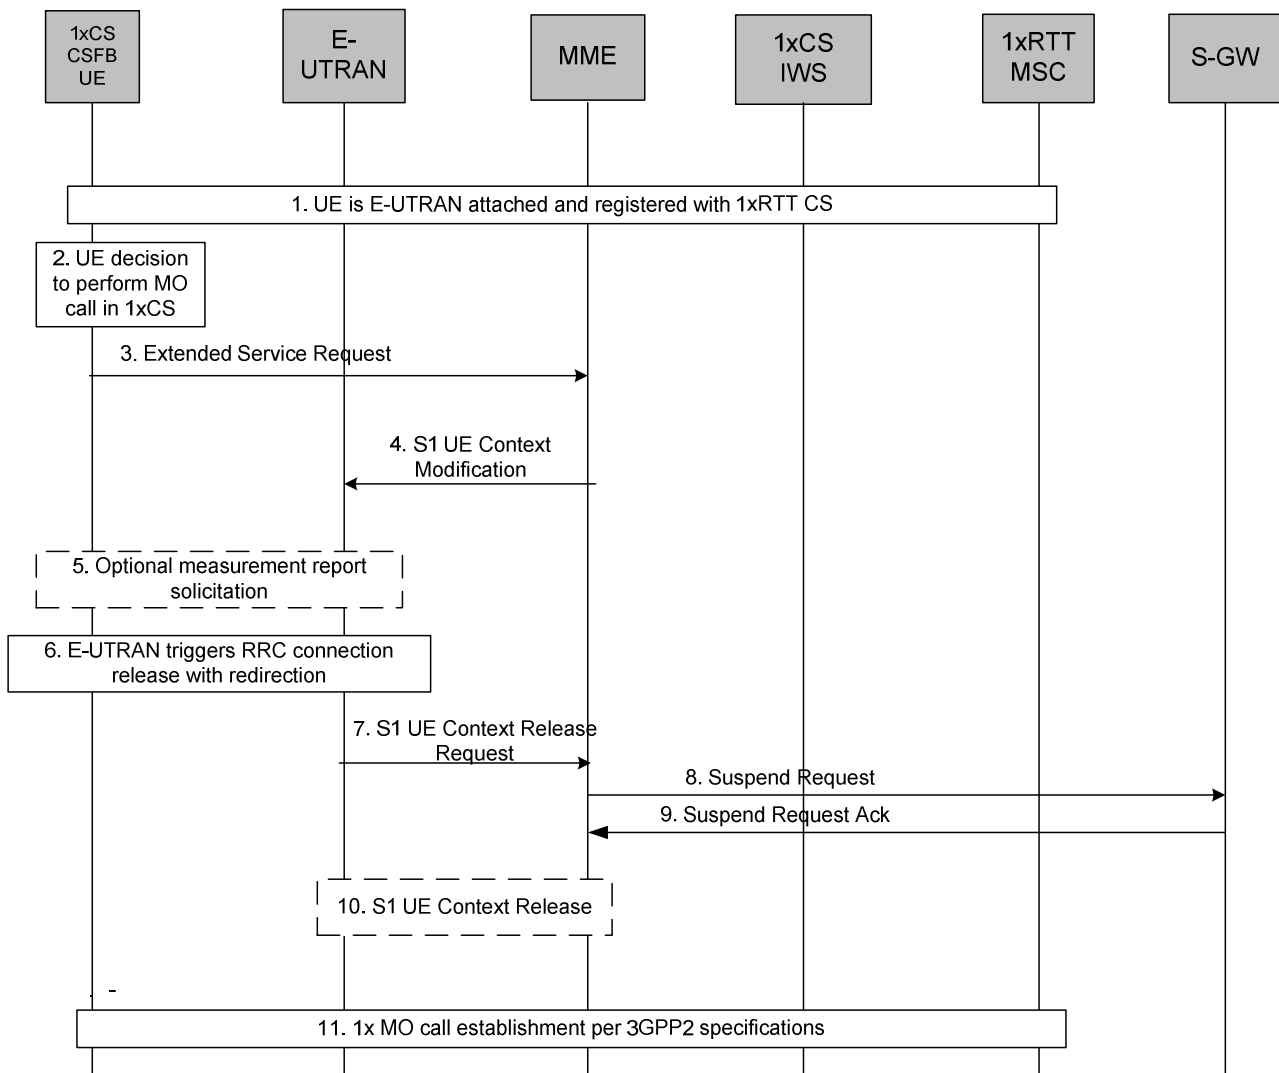 1xCS
CSFB
UE
E-
UTRAN
MME
1xCS
IWS
1xRTT
MSC
S-GW
1. UE is E-UTRAN attached and registered with 1xRTT CS
2. UE decision
to perform MO
call in 1xCS
3. Extended Service Request
4. S1 UE Context
Modification
5. Optional measurement report
solicitation
6. E-UTRAN triggers RRC connection
release with redirection
7. S1 UE Context Release
Request
8. Suspend Request
9. Suspend Request Ack
10. S1 UE Context Release
11. 1x MO call establishment per 3GPP2 specifications